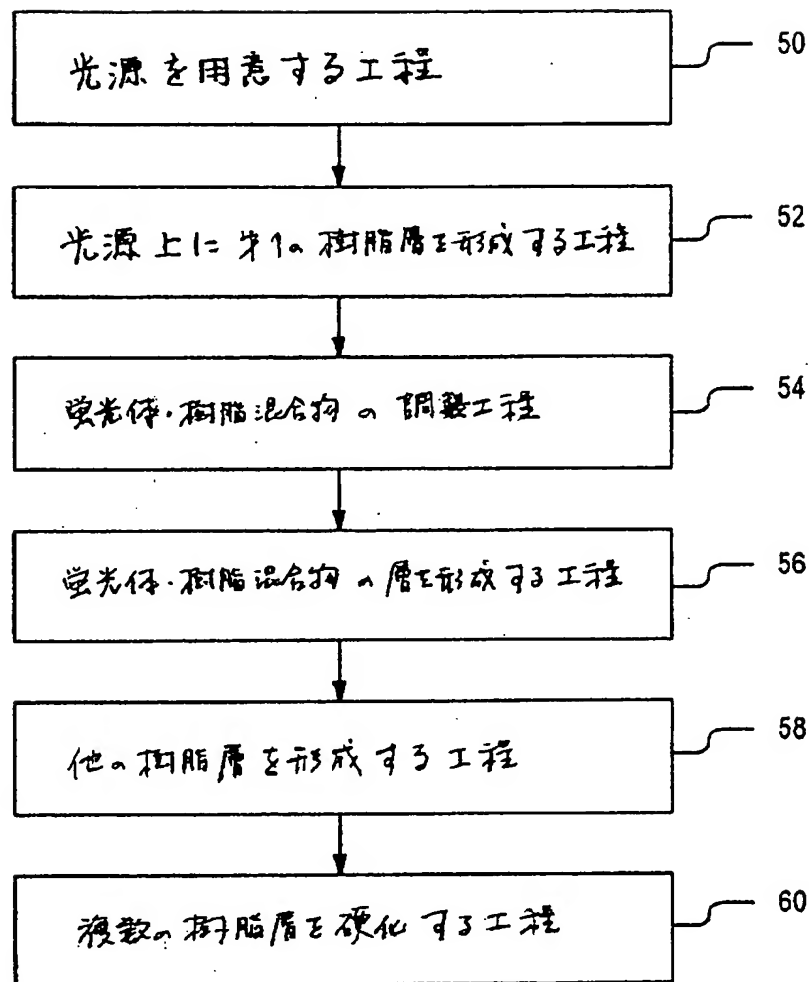 光源を用意する工程
50
光源上に第1の樹脂層を形成する工程
52
蛍光体・樹脂混合物の調製工程
54
蛍光体・樹脂混合物の層を形成する工程
56
他の樹脂層を形成する工程
58
複数の樹脂層を硬化する工程
60